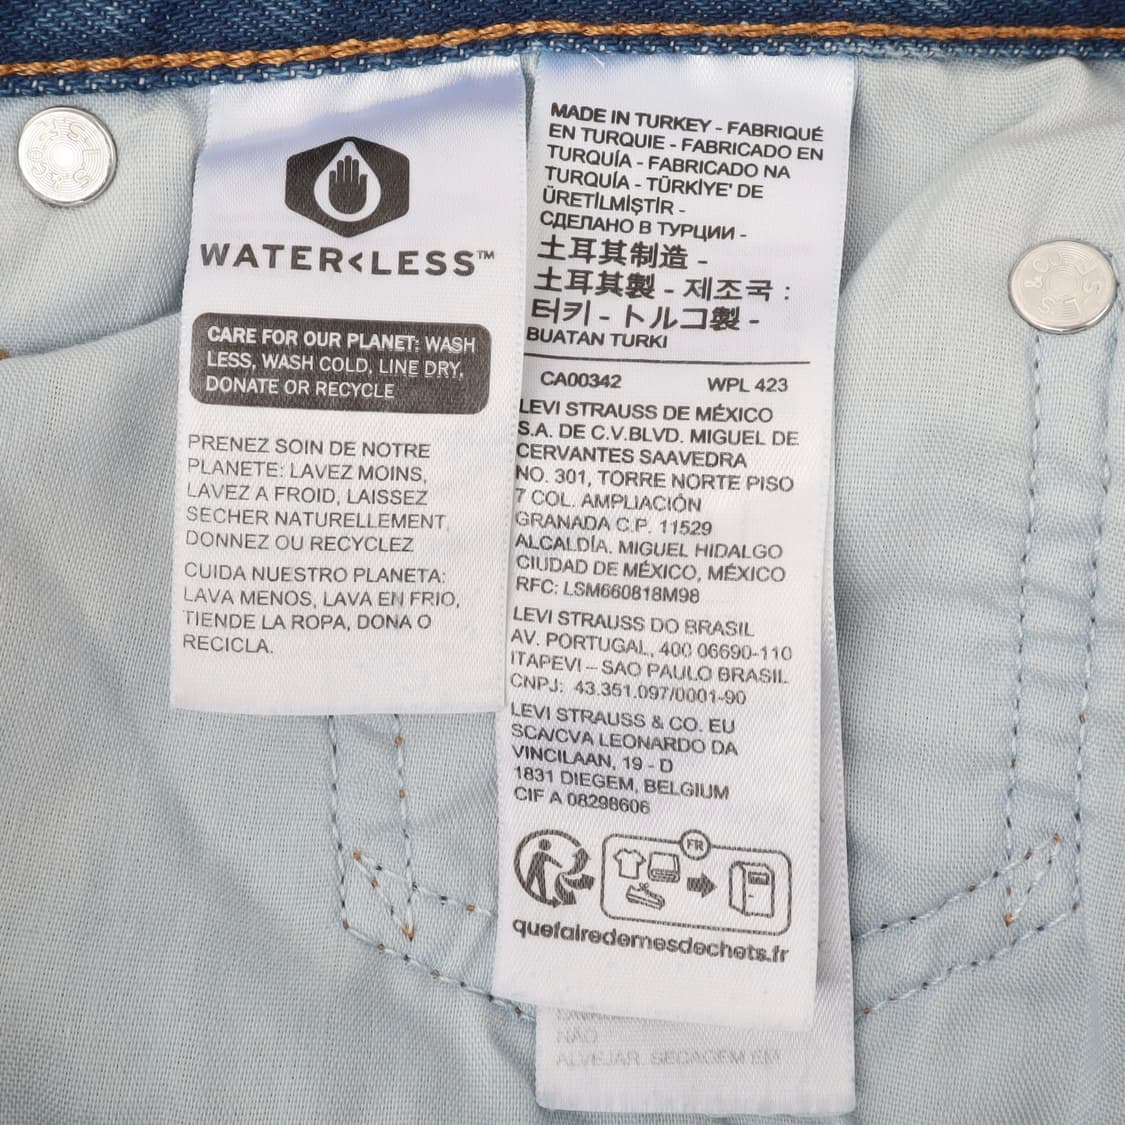 WATER<LESS™
CARE FOR OUR PLANET: WASH
LESS, WASH COLD, LINE DRY,
DONATE OR RECYCLE
PRENEZ SOIN DE NOTRE
PLANETE: LAVEZ MOINS,
LAVEZ A FROID, LAISSEZ
SECHER NATURELLEMENT,
DONNEZ OU RECYCLEZ
CUIDA NUESTRO PLANETA:
LAVA MENOS, LAVA EN FRIO,
TIENDE LA ROPA, DONA O
RECICLA.
MADE IN TURKEY - FABRIQUÉ
EN TURQUIE - FABRICADO EN
TURQUÍA - FABRICADO NA
TURQUÍA - TÜRKİYE' DE
ÜRETİLMİŞTİR -
СДЕЛАНО В ТУРЦИИ -
土耳其制造 -
土耳其製 - 제조국 :
터키 - トルコ製 -
BUATAN TURKI
CA00342 WPL 423
LEVI STRAUSS DE MÉXICO
S.A. DE C.V.BLVD. MIGUEL DE
CERVANTES SAAVEDRA
NO. 301, TORRE NORTE PISO
7 COL. AMPLIACIÓN
GRANADA C.P. 11529
ALCALDÍA. MIGUEL HIDALGO
CIUDAD DE MÉXICO, MÉXICO
RFC: LSM660818M98
LEVI STRAUSS DO BRASIL
AV. PORTUGAL, 400 06690-110
ITAPEVI – SAO PAULO BRASIL
CNPJ: 43.351.097/0001-90
LEVI STRAUSS & CO. EU
SCA/CVA LEONARDO DA
VINCILAAN, 19 - D
1831 DIEGEM, BELGIUM
CIF A 08298606
FR
quefairedemesdechets.fr
NÃO
ALVEJAR. SECAGEM EM